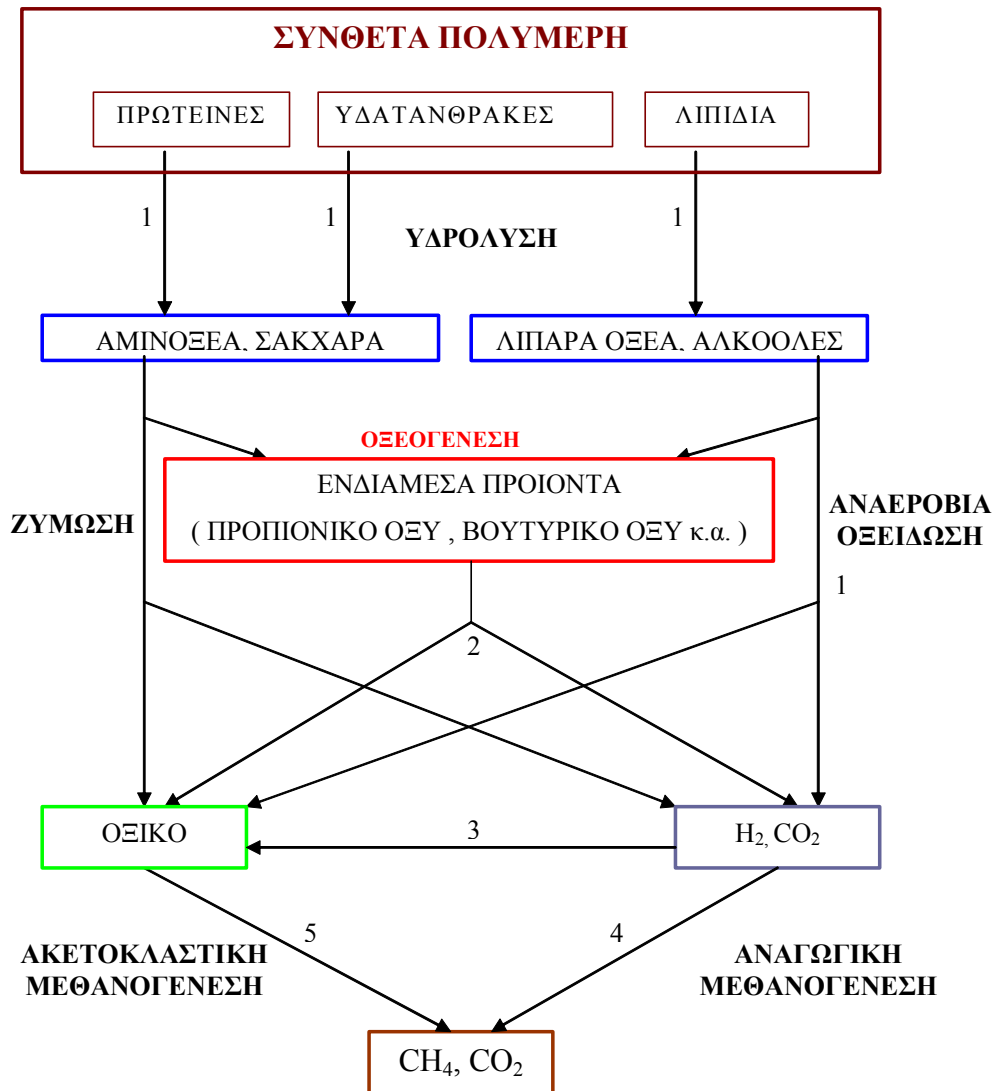 ΣΥΝΘΕΤΑ ΠΟΛΥΜΕΡΗ
ΠΡΩΤΕΙΝΕΣ
ΥΔΑΤΑΝΘΡΑΚΕΣ
ΛΙΠΙΔΙΑ
1
1
1
ΥΔΡΟΛΥΣΗ
ΑΜΙΝΟΞΕΑ, ΣΑΚΧΑΡΑ
ΛΙΠΑΡΑ ΟΞΕΑ, ΑΛΚΟΟΛΕΣ
ΟΞΕΟΓΕΝΕΣΗ
ΕΝΔΙΑΜΕΣΑ ΠΡΟΙΟΝΤΑ
( ΠΡΟΠΙΟΝΙΚΟ ΟΞΥ , ΒΟΥΤΥΡΙΚΟ ΟΞΥ κ.α. )
ΖΥΜΩΣΗ
ΑΝΑΕΡΟΒΙΑ
ΟΞΕΙΔΩΣΗ
1
2
ΟΞΙΚΟ
3
H₂, CO₂
5
4
ΑΚΕΤΟΚΛΑΣΤΙΚΗ
ΜΕΘΑΝΟΓΕΝΕΣΗ
ΑΝΑΓΩΓΙΚΗ
ΜΕΘΑΝΟΓΕΝΕΣΗ
CH₄, CO₂